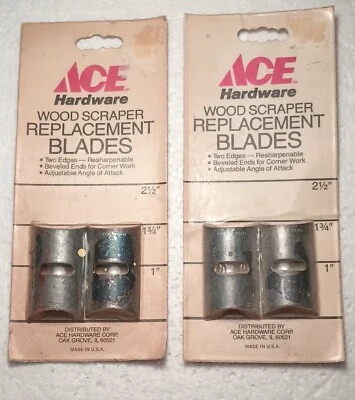 ACE
Hardware
WOOD SCRAPER
REPLACEMENT
BLADES
• Two Edges — Resharpenable
• Beveled Ends for Corner Work
• Adjustable Angle of Attack
2½"
1¾"
1"
DISTRIBUTED BY
ACE HARDWARE CORP.
OAK GROVE, IL 60521
MADE IN U.S.A.
ACE
Hardware
WOOD SCRAPER
REPLACEMENT
BLADES
• Two Edges — Resharpenable
• Beveled Ends for Corner Work
• Adjustable Angle of Attack
2½"
1¾"
1"
DISTRIBUTED BY
ACE HARDWARE CORP.
OAK GROVE, IL 60521
MADE IN U.S.A.